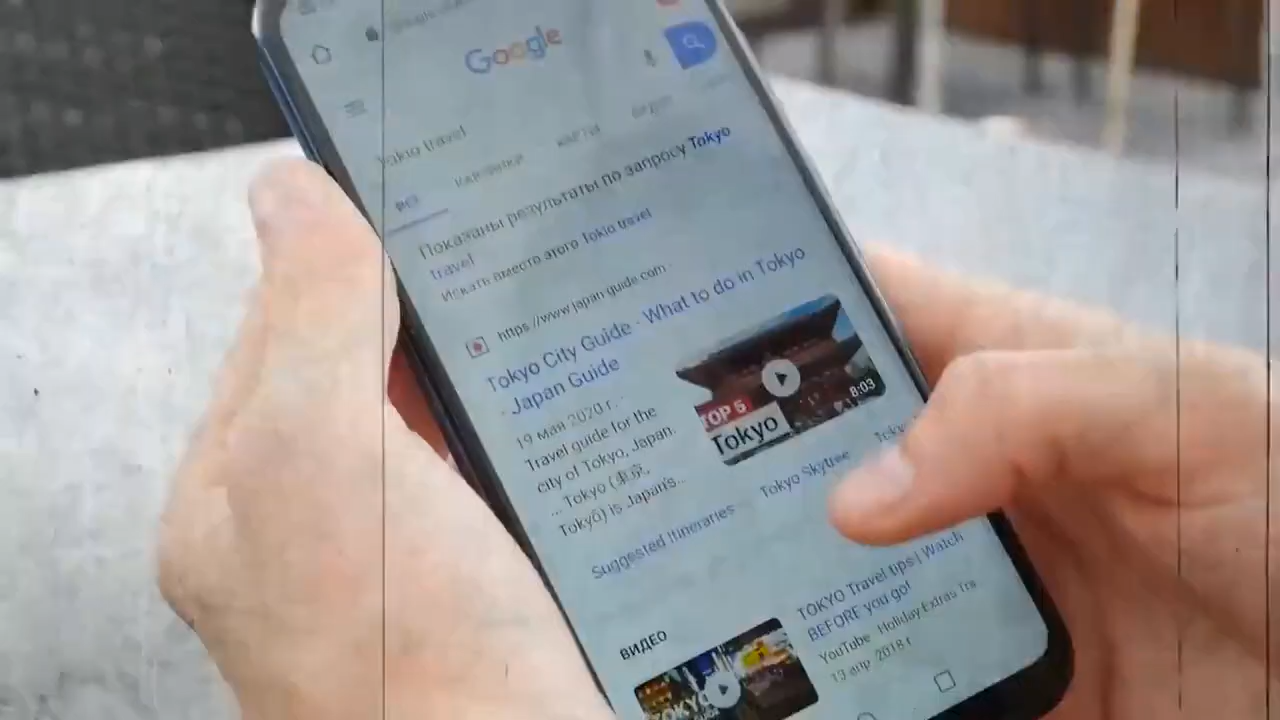 Google
Tokio travel
ВСЕ
КАРТИНКИ
КАРТЫ
ВИДЕО
Показаны результаты по запросу Tokyo
travel
Искать вместо этого Tokio travel
https://www.japan-guide.com
Tokyo City Guide - What to do in Tokyo
- Japan Guide
19 мая 2020 г. ·
Travel guide for the
city of Tokyo, Japan.
... Tokyo (東京,
Tokyō) is Japan's...
TOP 5
Tokyo
8:03
Suggested Itineraries
Tokyo Skytree
ВИДЕО
TOKYO Travel tips | Watch
BEFORE you go!
YouTube · Holiday Extras Tra
13 апр. 2018 г.
TOKYO